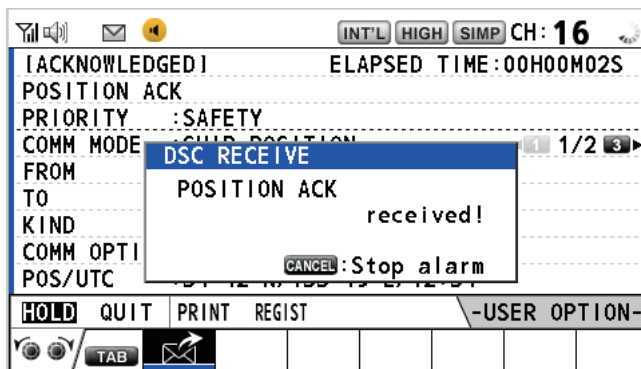 INT'L HIGH SIMP CH: 16
[ACKNOWLEDGED] ELAPSED TIME:00H00M02S
POSITION ACK
PRIORITY :SAFETY
COMM MODE 1 1/2 3
DSC RECEIVE
FROM
POSITION ACK
TO
received!
KIND
COMM OPTI
CANCEL:Stop alarm
POS/UTC
HOLD QUIT PRINT REGIST -USER OPTION-
TAB